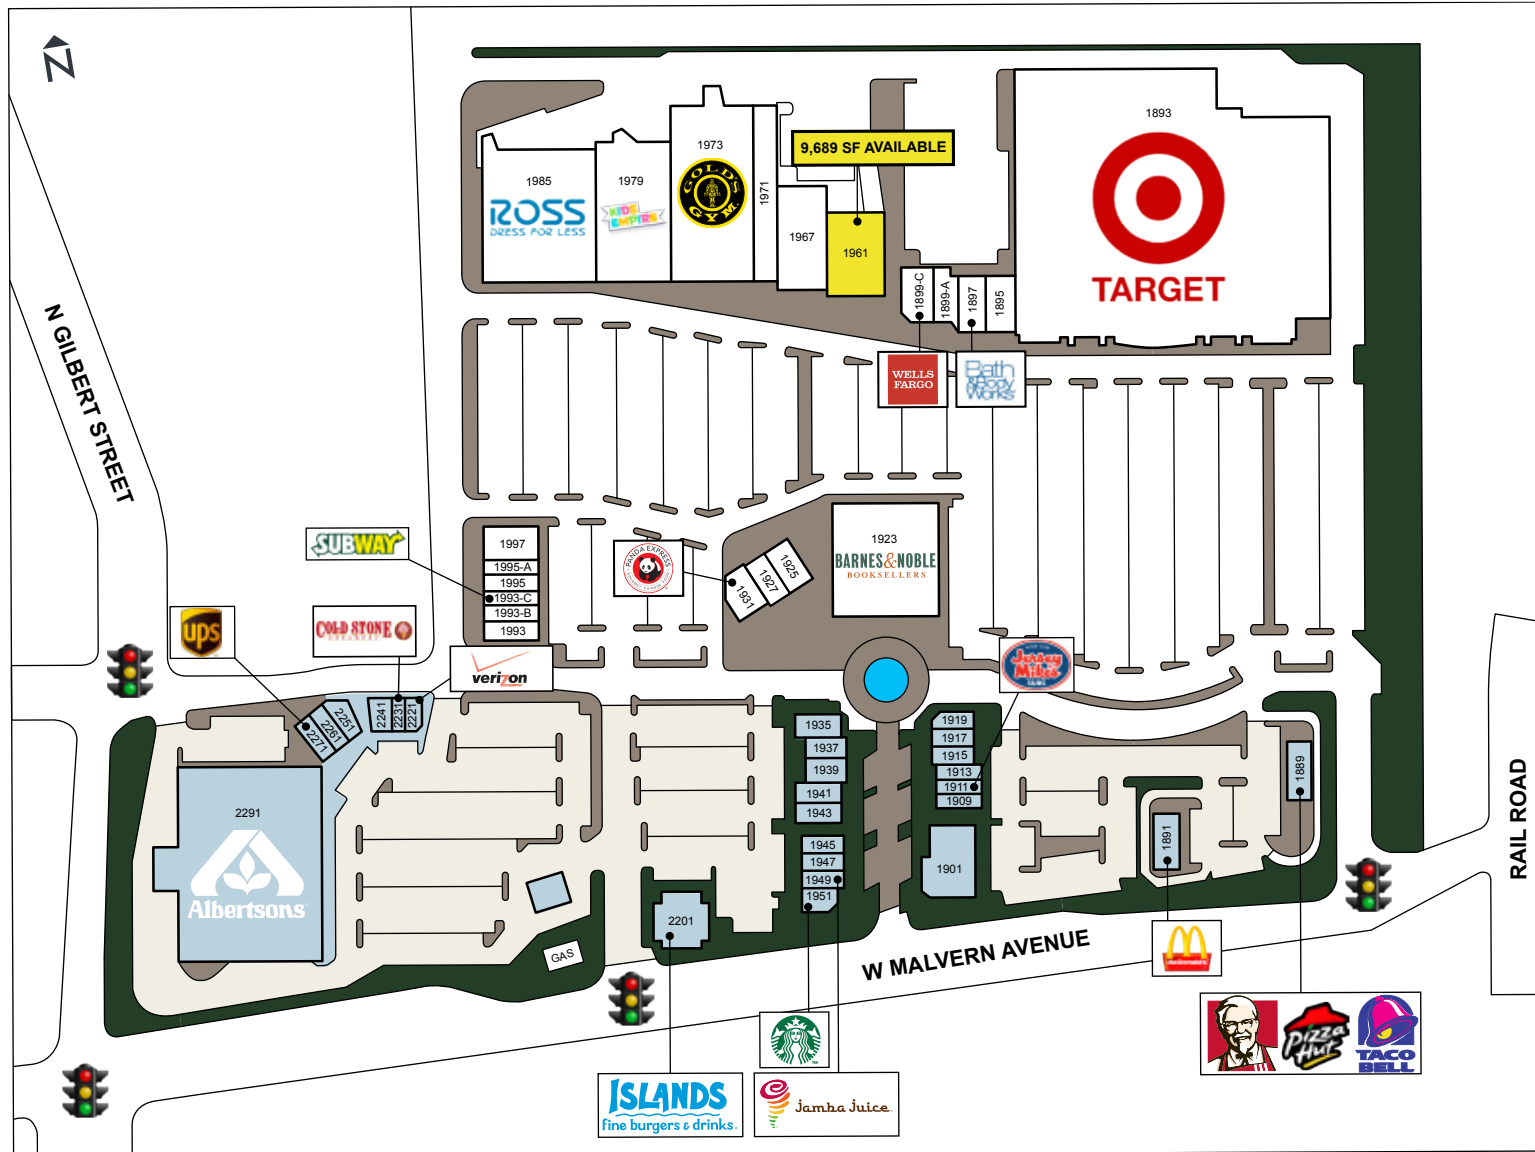 N
1893
TARGET
9,689 SF AVAILABLE
1973
GOLD'S
GYM
1971
1985
ROSS
DRESS FOR LESS
1979
KIDS
EMPIRE
1967
1961
1899-C
1899-A
1897
1895
WELLS
FARGO
Bath
&Body
Works
N GILBERT STREET
1997
1995-A
1995
1993-C
1993-B
1993
SUBWAY
PANDA EXPRESS
1925
1927
1931
1923
BARNES&NOBLE
BOOKSELLERS
ups
COLD STONE
CREAMERY
verizon
Jersey
Mike's
SUBS
2241
2231
2221
2251
2261
2271
1935
1937
1939
1941
1943
1945
1947
1949
1951
1919
1917
1915
1913
1911
1909
1901
1889
1891
2291
Albertsons
2201
GAS
W MALVERN AVENUE
RAIL ROAD
McDonald's
Pizza
Hut
TACO
BELL
ISLANDS
fine burgers & drinks.
Jamba Juice